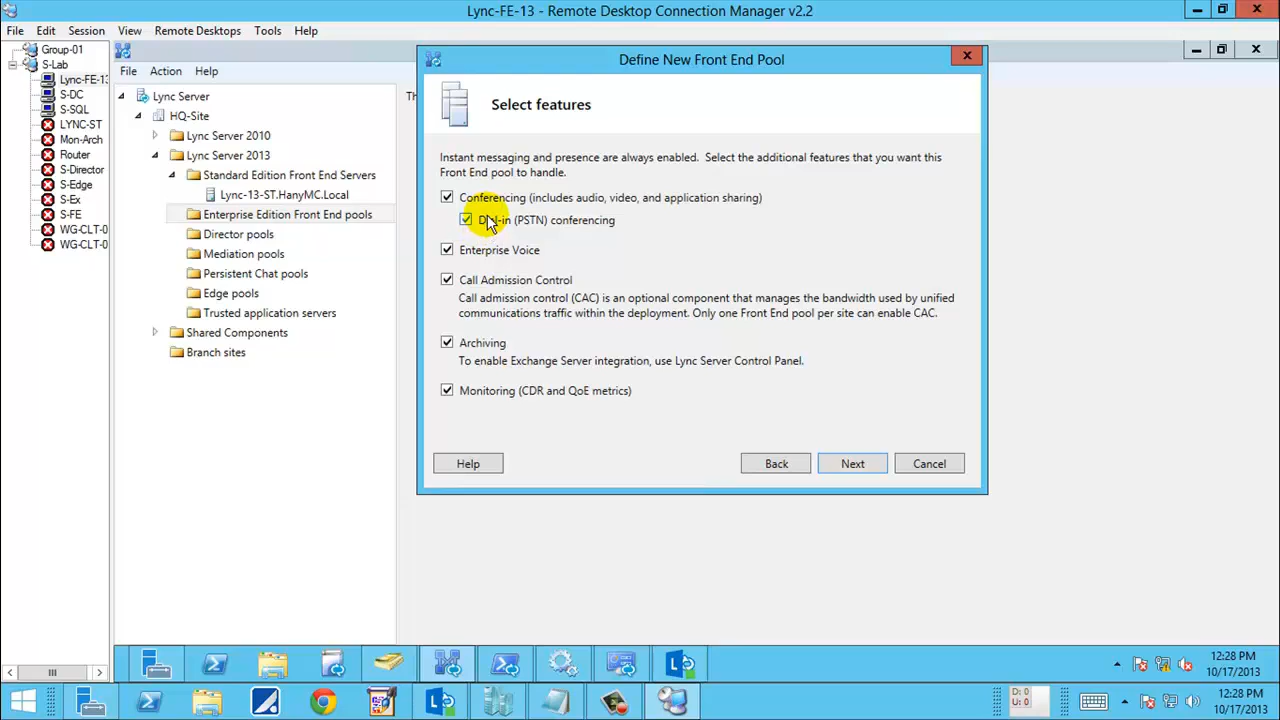 Lync-FE-13 - Remote Desktop Connection Manager v2.2
File Edit Session View Remote Desktops Tools Help
Group-01
S-Lab
Lync-FE-13
S-DC
S-SQL
LYNC-ST
Mon-Arch
Router
S-Director
S-Edge
S-Ex
S-FE
WG-CLT-0
WG-CLT-0
File Action Help
Lync Server
HQ-Site
Lync Server 2010
Lync Server 2013
Standard Edition Front End Servers
Lync-13-ST.HanyMC.Local
Enterprise Edition Front End pools
Director pools
Mediation pools
Persistent Chat pools
Edge pools
Trusted application servers
Shared Components
Branch sites
Th
Define New Front End Pool
Select features
Instant messaging and presence are always enabled. Select the additional features that you want this
Front End pool to handle.
Conferencing (includes audio, video, and application sharing)
Dial-in (PSTN) conferencing
Enterprise Voice
Call Admission Control
Call admission control (CAC) is an optional component that manages the bandwidth used by unified
communications traffic within the deployment. Only one Front End pool per site can enable CAC.
Archiving
To enable Exchange Server integration, use Lync Server Control Panel.
Monitoring (CDR and QoE metrics)
Help Back Next Cancel
12:28 PM
10/17/2013
D: 0
U: 0
12:28 PM
10/17/2013